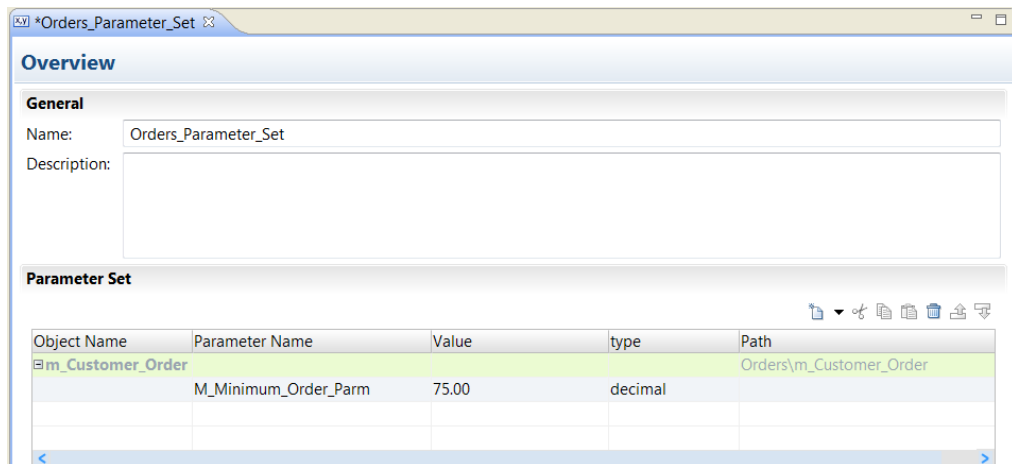 *Orders_Parameter_Set
Overview
General
Name: Orders_Parameter_Set
Description:
Parameter Set
Object Name Parameter Name Value type Path
m_Customer_Order Orders\m_Customer_Order
M_Minimum_Order_Parm 75.00 decimal